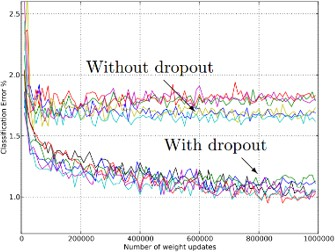 2.5
2.0
Without dropout
Classification Error %
1.5
With dropout
1.0
0 200000 400000 600000 800000 1000000
Number of weight updates